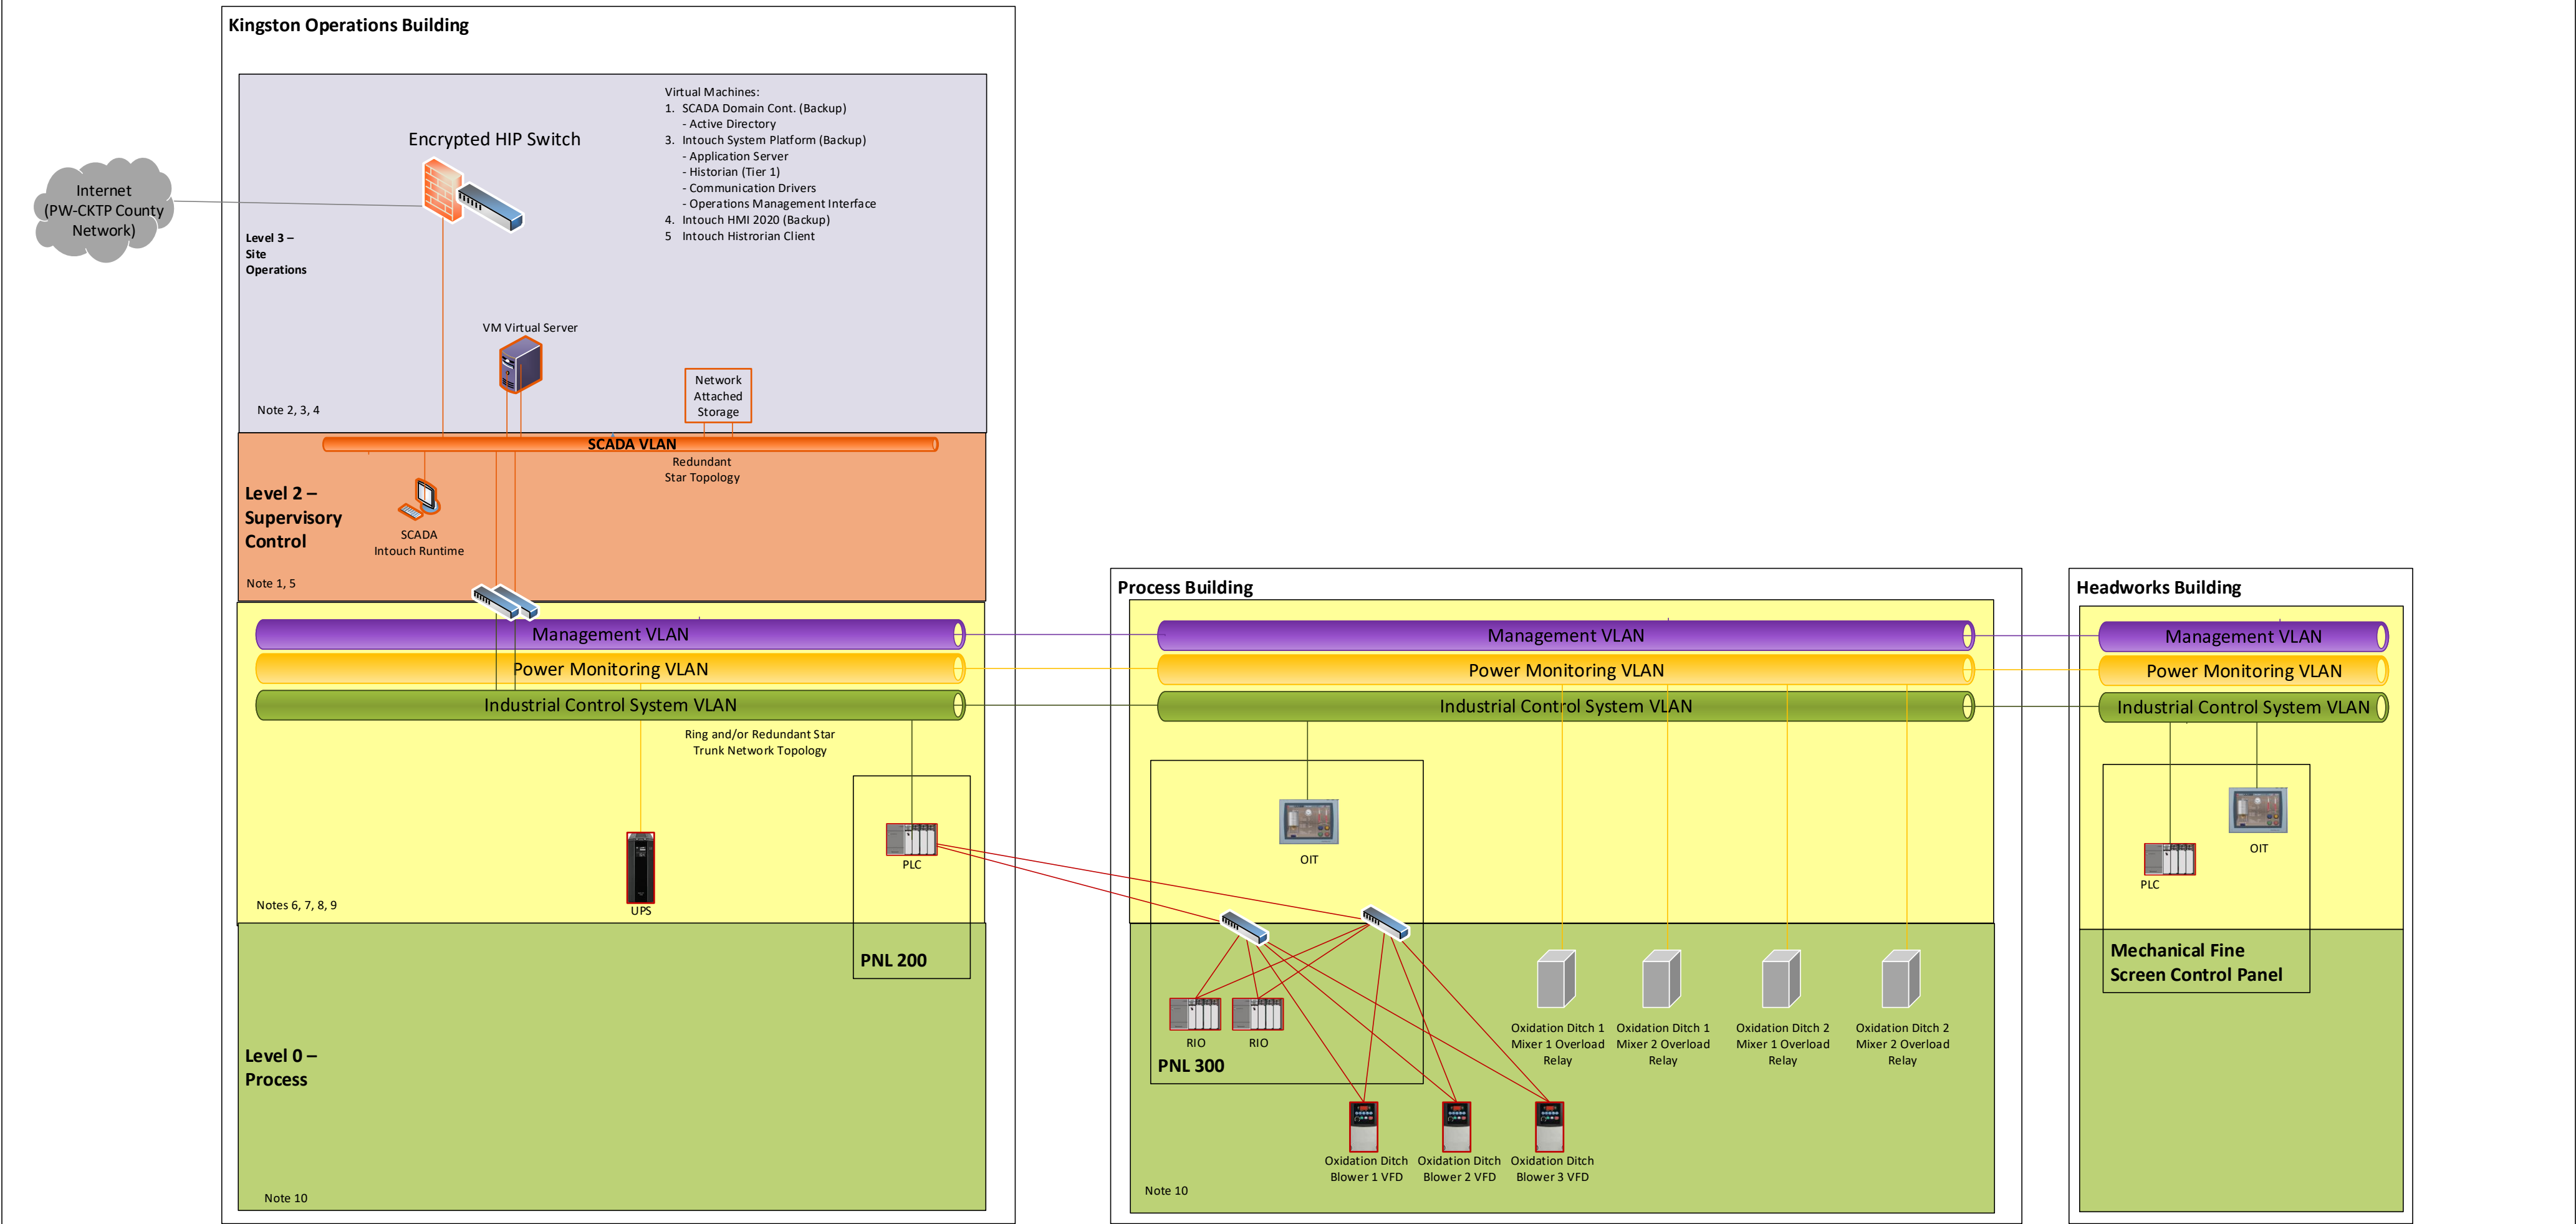 Kingston Operations Building
Encrypted HIP Switch
Virtual Machines:
1. SCADA Domain Cont. (Backup)
- Active Directory
3. Intouch System Platform (Backup)
- Application Server
- Historian (Tier 1)
- Communication Drivers
- Operations Management Interface
4. Intouch HMI 2020 (Backup)
5 Intouch Histrorian Client
Internet
(PW-CKTP County
Network)
Level 3 –
Site
Operations
VM Virtual Server
Network
Attached
Storage
Note 2, 3, 4
SCADA VLAN
Redundant
Star Topology
Level 2 –
Supervisory
Control
SCADA
Intouch Runtime
Note 1, 5
Management VLAN
Power Monitoring VLAN
Industrial Control System VLAN
Ring and/or Redundant Star
Trunk Network Topology
PLC
UPS
Notes 6, 7, 8, 9
PNL 200
Level 0 –
Process
Note 10
Process Building
Management VLAN
Power Monitoring VLAN
Industrial Control System VLAN
OIT
RIO
RIO
PNL 300
Oxidation Ditch 1
Mixer 1 Overload
Relay
Oxidation Ditch 1
Mixer 2 Overload
Relay
Oxidation Ditch 2
Mixer 1 Overload
Relay
Oxidation Ditch 2
Mixer 2 Overload
Relay
Oxidation Ditch
Blower 1 VFD
Oxidation Ditch
Blower 2 VFD
Oxidation Ditch
Blower 3 VFD
Note 10
Headworks Building
Management VLAN
Power Monitoring VLAN
Industrial Control System VLAN
PLC
OIT
Mechanical Fine
Screen Control Panel